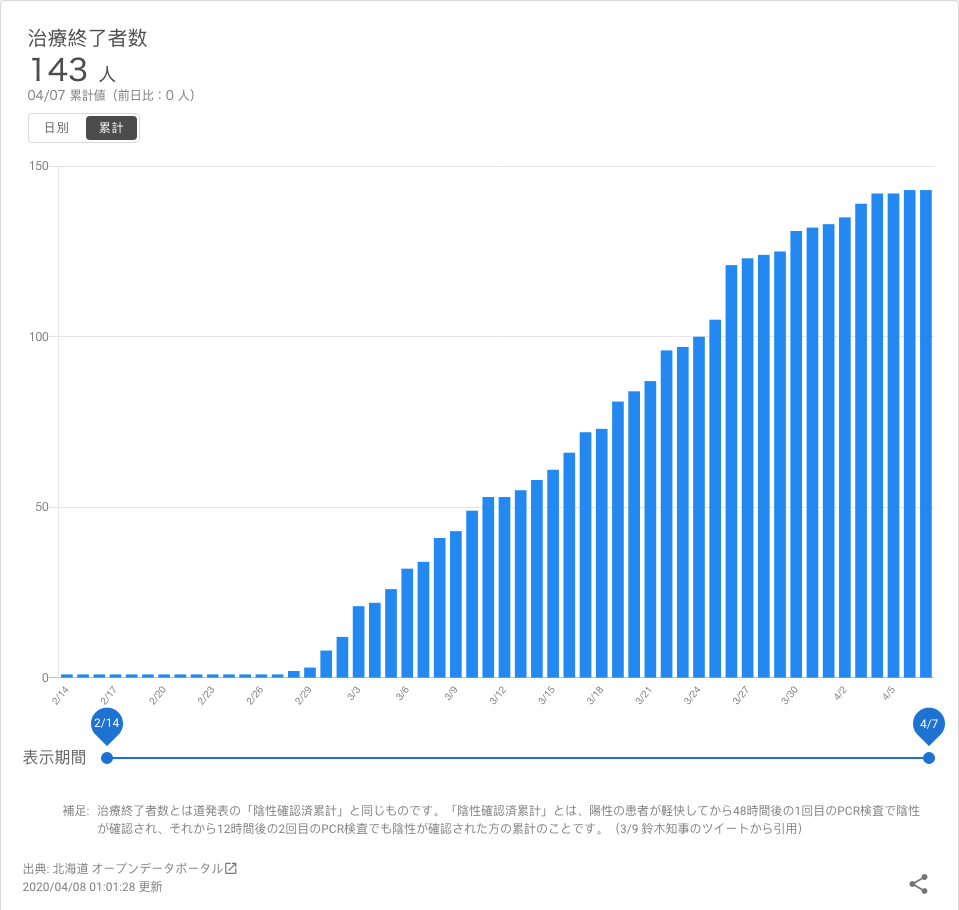 治療終了者数
143 人
04/07 累計値（前日比：0 人）
日別 累計
150
100
50
0
2/14 2/17 2/20 2/23 2/26 2/29 3/3 3/6 3/9 3/12 3/15 3/18 3/21 3/24 3/27 3/30 4/2 4/5
2/14 4/7
表示期間
補足: 治療終了者数とは道発表の「陰性確認済累計」と同じものです。「陰性確認済累計」とは、陽性の患者が軽快してから48時間後の1回目のPCR検査で陰性
が確認され、それから12時間後の2回目のPCR検査でも陰性が確認された方の累計のことです。（3/9 鈴木知事のツイートから引用）
出典: 北海道 オープンデータポータル
2020/04/08 01:01:28 更新